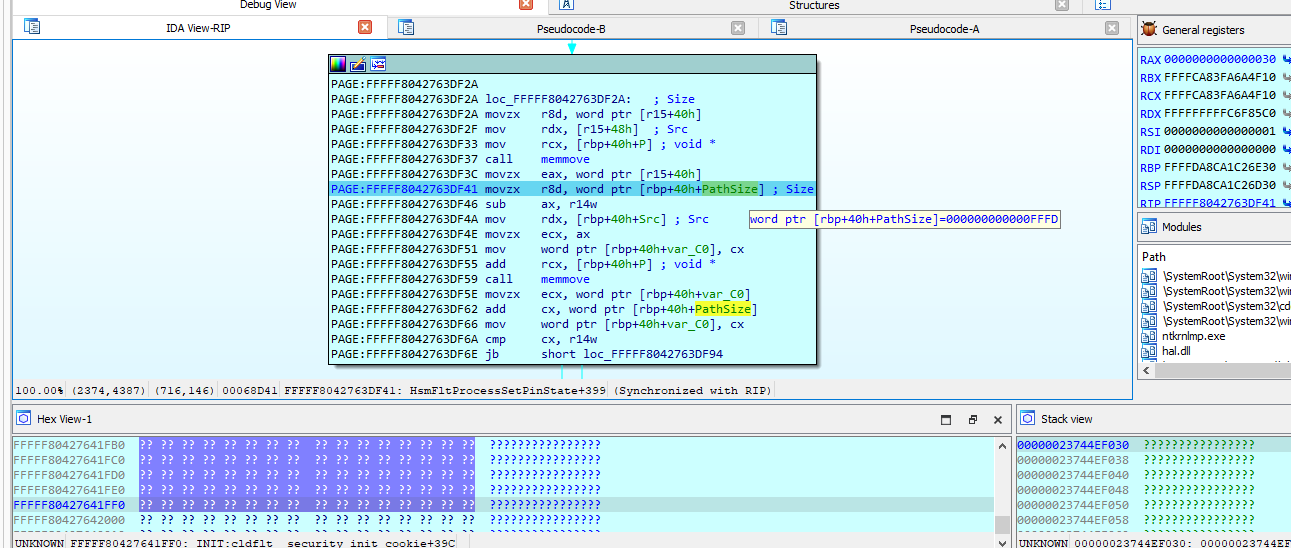 Debug View
Structures
IDA View-RIP
Pseudocode-B
Pseudocode-A
General registers
PAGE:FFFFF8042763DF2A
PAGE:FFFFF8042763DF2A loc_FFFFF8042763DF2A: ; Size
PAGE:FFFFF8042763DF2A movzx r8d, word ptr [r15+40h]
PAGE:FFFFF8042763DF2F mov rdx, [r15+48h] ; Src
PAGE:FFFFF8042763DF33 mov rcx, [rbp+40h+P] ; void *
PAGE:FFFFF8042763DF37 call memmove
PAGE:FFFFF8042763DF3C movzx eax, word ptr [r15+40h]
PAGE:FFFFF8042763DF41 movzx r8d, word ptr [rbp+40h+PathSize] ; Size
PAGE:FFFFF8042763DF46 sub ax, r14w
PAGE:FFFFF8042763DF4A mov rdx, [rbp+40h+Src] ; Src
word ptr [rbp+40h+PathSize]=000000000000FFFD
PAGE:FFFFF8042763DF4E movzx ecx, ax
PAGE:FFFFF8042763DF51 mov word ptr [rbp+40h+var_C0], cx
PAGE:FFFFF8042763DF55 add rcx, [rbp+40h+P] ; void *
PAGE:FFFFF8042763DF59 call memmove
PAGE:FFFFF8042763DF5E movzx ecx, word ptr [rbp+40h+var_C0]
PAGE:FFFFF8042763DF62 add cx, word ptr [rbp+40h+PathSize]
PAGE:FFFFF8042763DF66 mov word ptr [rbp+40h+var_C0], cx
PAGE:FFFFF8042763DF6A cmp cx, r14w
PAGE:FFFFF8042763DF6E jb short loc_FFFFF8042763DF94
RAX 0000000000000030
RBX FFFFCA83FA6A4F10
RCX FFFFCA83FA6A4F10
RDX FFFFFFFFFC6F85C0
RSI 0000000000000001
RDI 0000000000000000
RBP FFFFDA8CA1C26E30
RSP FFFFDA8CA1C26D30
RIP FFFFF8042763DF41
Modules
Path
\SystemRoot\System32\wi
\SystemRoot\System32\wi
\SystemRoot\System32\cd
\SystemRoot\System32\wi
ntkrnlmp.exe
hal.dll
100.00% (2374,4387) (716,146) 00068D41 FFFFF8042763DF41: HsmFltProcessSetPinState+399 (Synchronized with RIP)
Hex View-1
Stack view
FFFFF80427641FB0 ?? ?? ?? ?? ?? ?? ?? ?? ?? ?? ?? ?? ?? ?? ?? ?? ????????????????
FFFFF80427641FC0 ?? ?? ?? ?? ?? ?? ?? ?? ?? ?? ?? ?? ?? ?? ?? ?? ????????????????
FFFFF80427641FD0 ?? ?? ?? ?? ?? ?? ?? ?? ?? ?? ?? ?? ?? ?? ?? ?? ????????????????
FFFFF80427641FE0 ?? ?? ?? ?? ?? ?? ?? ?? ?? ?? ?? ?? ?? ?? ?? ?? ????????????????
FFFFF80427641FF0 ?? ?? ?? ?? ?? ?? ?? ?? ?? ?? ?? ?? ?? ?? ?? ?? ????????????????
FFFFF80427642000 ?? ?? ?? ?? ?? ?? ?? ?? ?? ?? ?? ?? ?? ?? ?? ?? ????????????????
00000023744EF030 ????????????????
00000023744EF038 ????????????????
00000023744EF040 ????????????????
00000023744EF048 ????????????????
00000023744EF050 ????????????????
00000023744EF058 ????????????????
UNKNOWN FFFFF80427641FF0: INIT:cldflt__security_init_cookie+39C
UNKNOWN 00000023744EF030: 00000023744EF